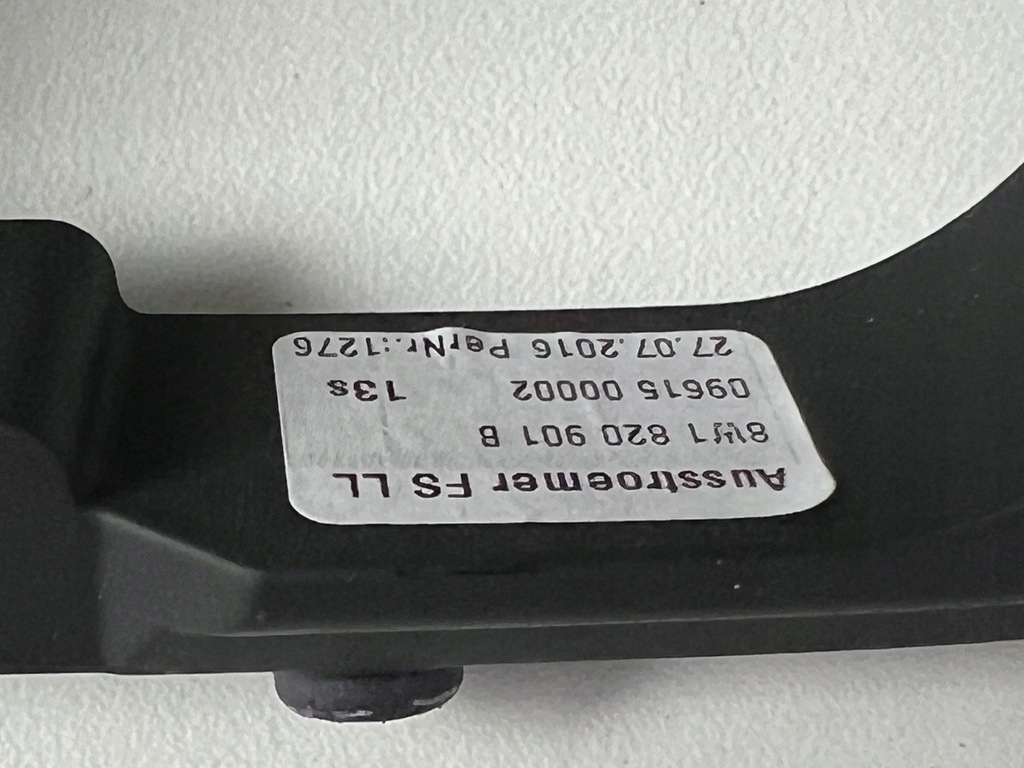 Ausstroemer FS LL
8W1 820 901 B
09615 00002 13s
27.07.2016 PerNr.:1276